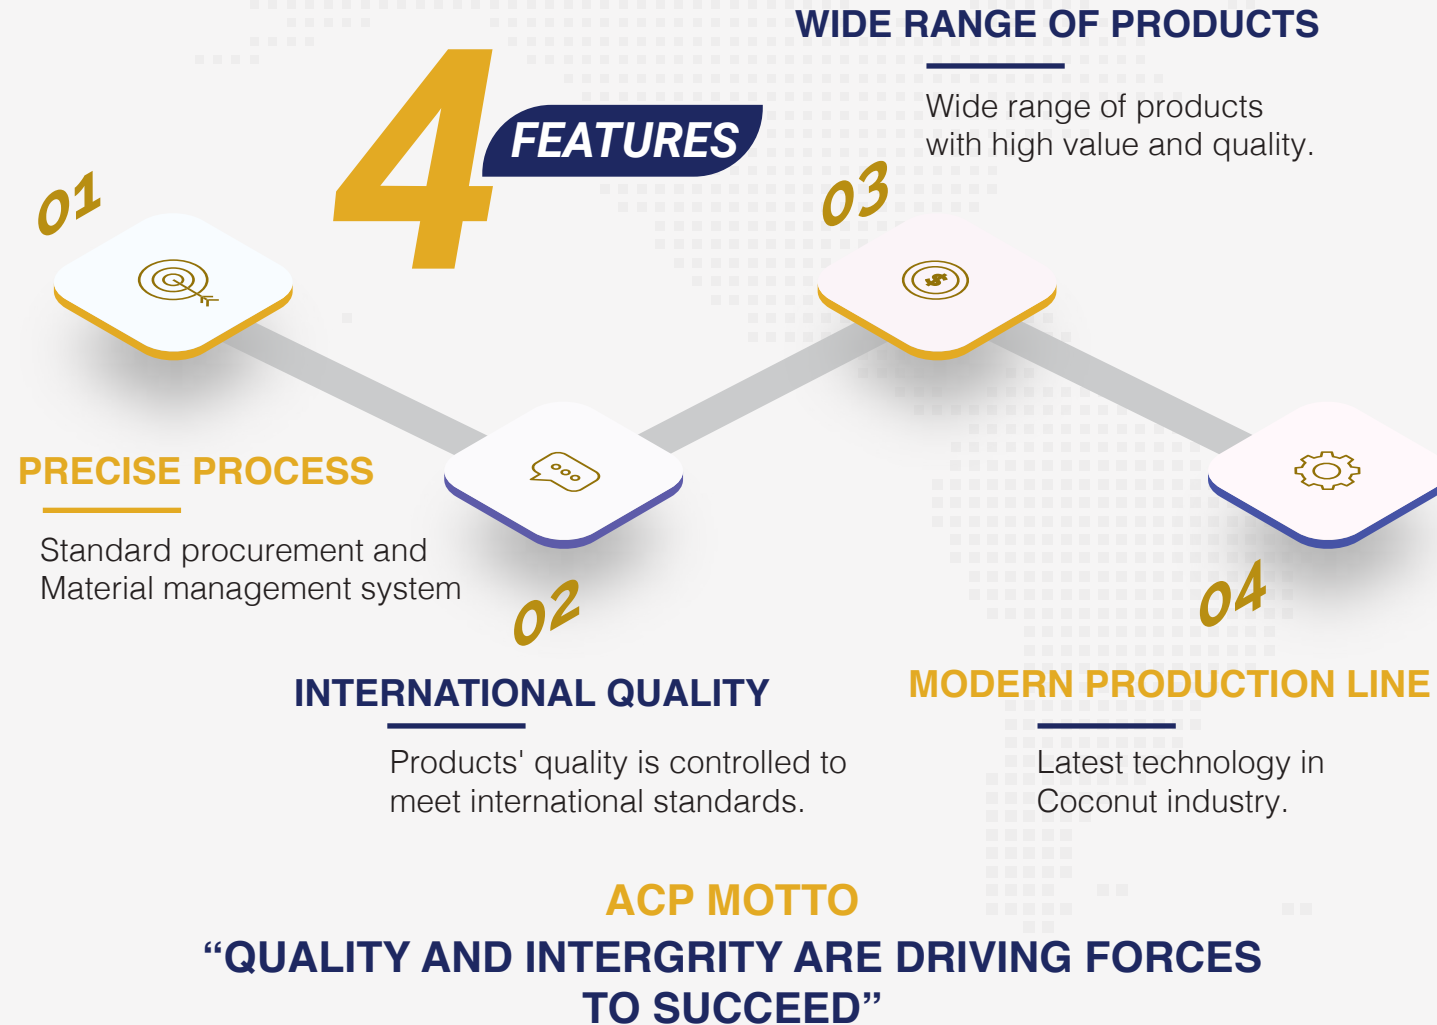 4
FEATURES
01
PRECISE PROCESS
Standard procurement and
Material management system
02
INTERNATIONAL QUALITY
Products' quality is controlled to
meet international standards.
03
WIDE RANGE OF PRODUCTS
Wide range of products
with high value and quality.
$
04
MODERN PRODUCTION LINE
Latest technology in
Coconut industry.
ACP MOTTO
“QUALITY AND INTERGRITY ARE DRIVING FORCES
TO SUCCEED”